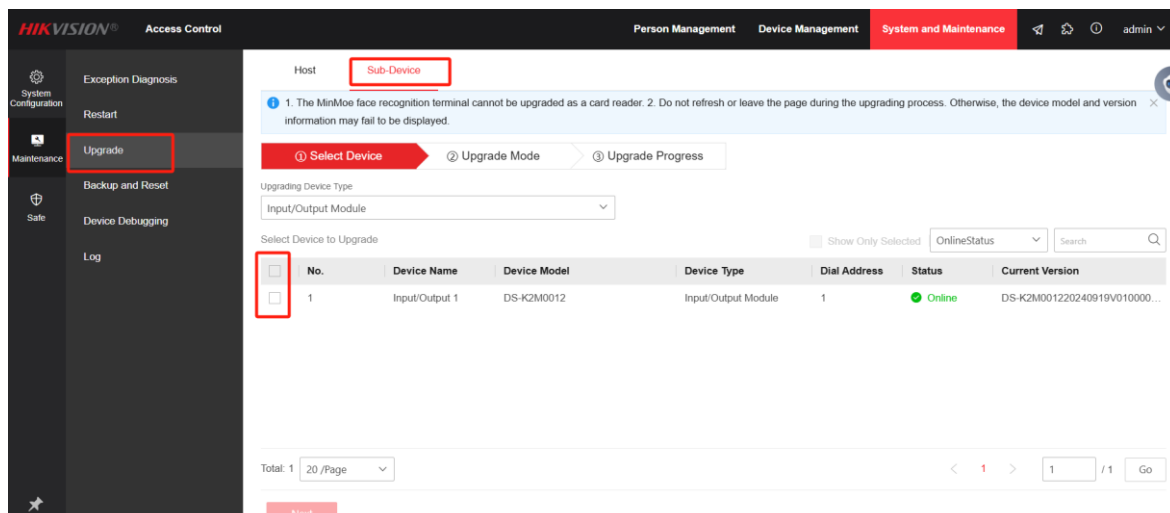 HIKVISION® Access Control Person Management Device Management System and Maintenance admin
System Configuration
Maintenance
Safe
Exception Diagnosis
Restart
Upgrade
Backup and Reset
Device Debugging
Log
Host Sub-Device
1. The MinMoe face recognition terminal cannot be upgraded as a card reader. 2. Do not refresh or leave the page during the upgrading process. Otherwise, the device model and version
information may fail to be displayed.
① Select Device ② Upgrade Mode ③ Upgrade Progress
Upgrading Device Type
Input/Output Module
Select Device to Upgrade Show Only Selected OnlineStatus Search
No. Device Name Device Model Device Type Dial Address Status Current Version
1 Input/Output 1 DS-K2M0012 Input/Output Module 1 Online DS-K2M001220240919V010000...
Total: 1 20 /Page < 1 > 1 / 1 Go
Next